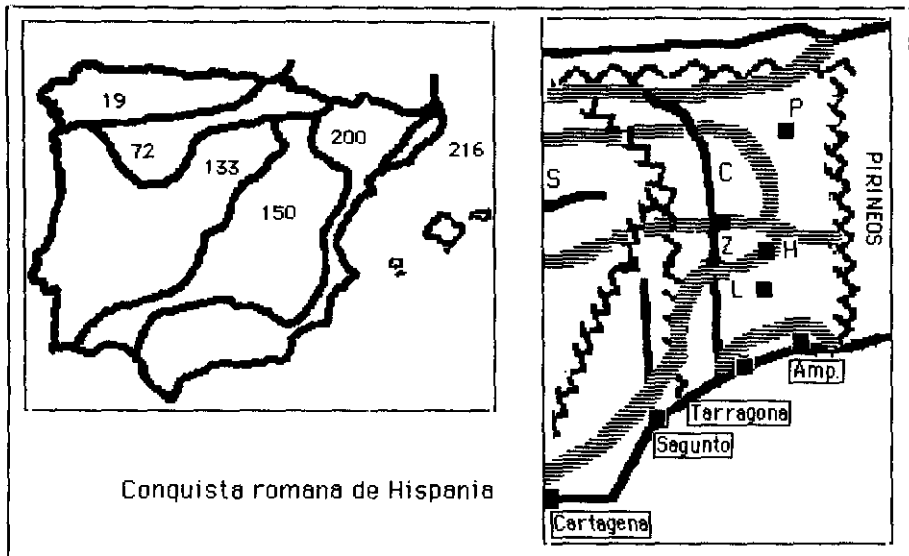 19
72
133
200
216
150
Conquista romana de Hispania
P
S
C
PIRINEOS
Z
H
L
Amp.
Tarragona
Sagunto
Cartagena